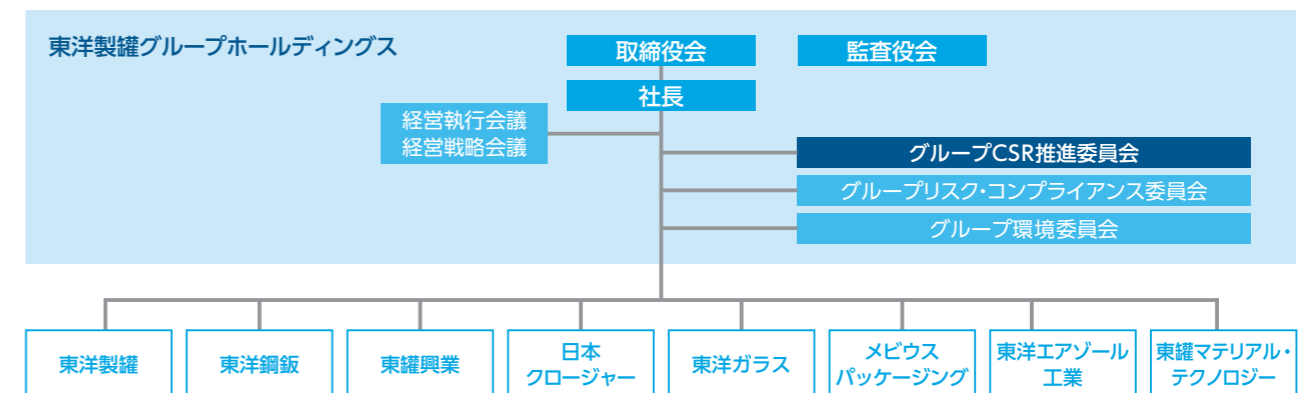 東洋製罐グループホールディングス
取締役会
監査役会
社長
経営執行会議
経営戦略会議
グループCSR推進委員会
グループリスク・コンプライアンス委員会
グループ環境委員会
東洋製罐
東洋鋼鈑
東罐興業
日本
クロージャー
東洋ガラス
メビウス
パッケージング
東洋エアゾール
工業
東罐マテリアル・
テクノロジー